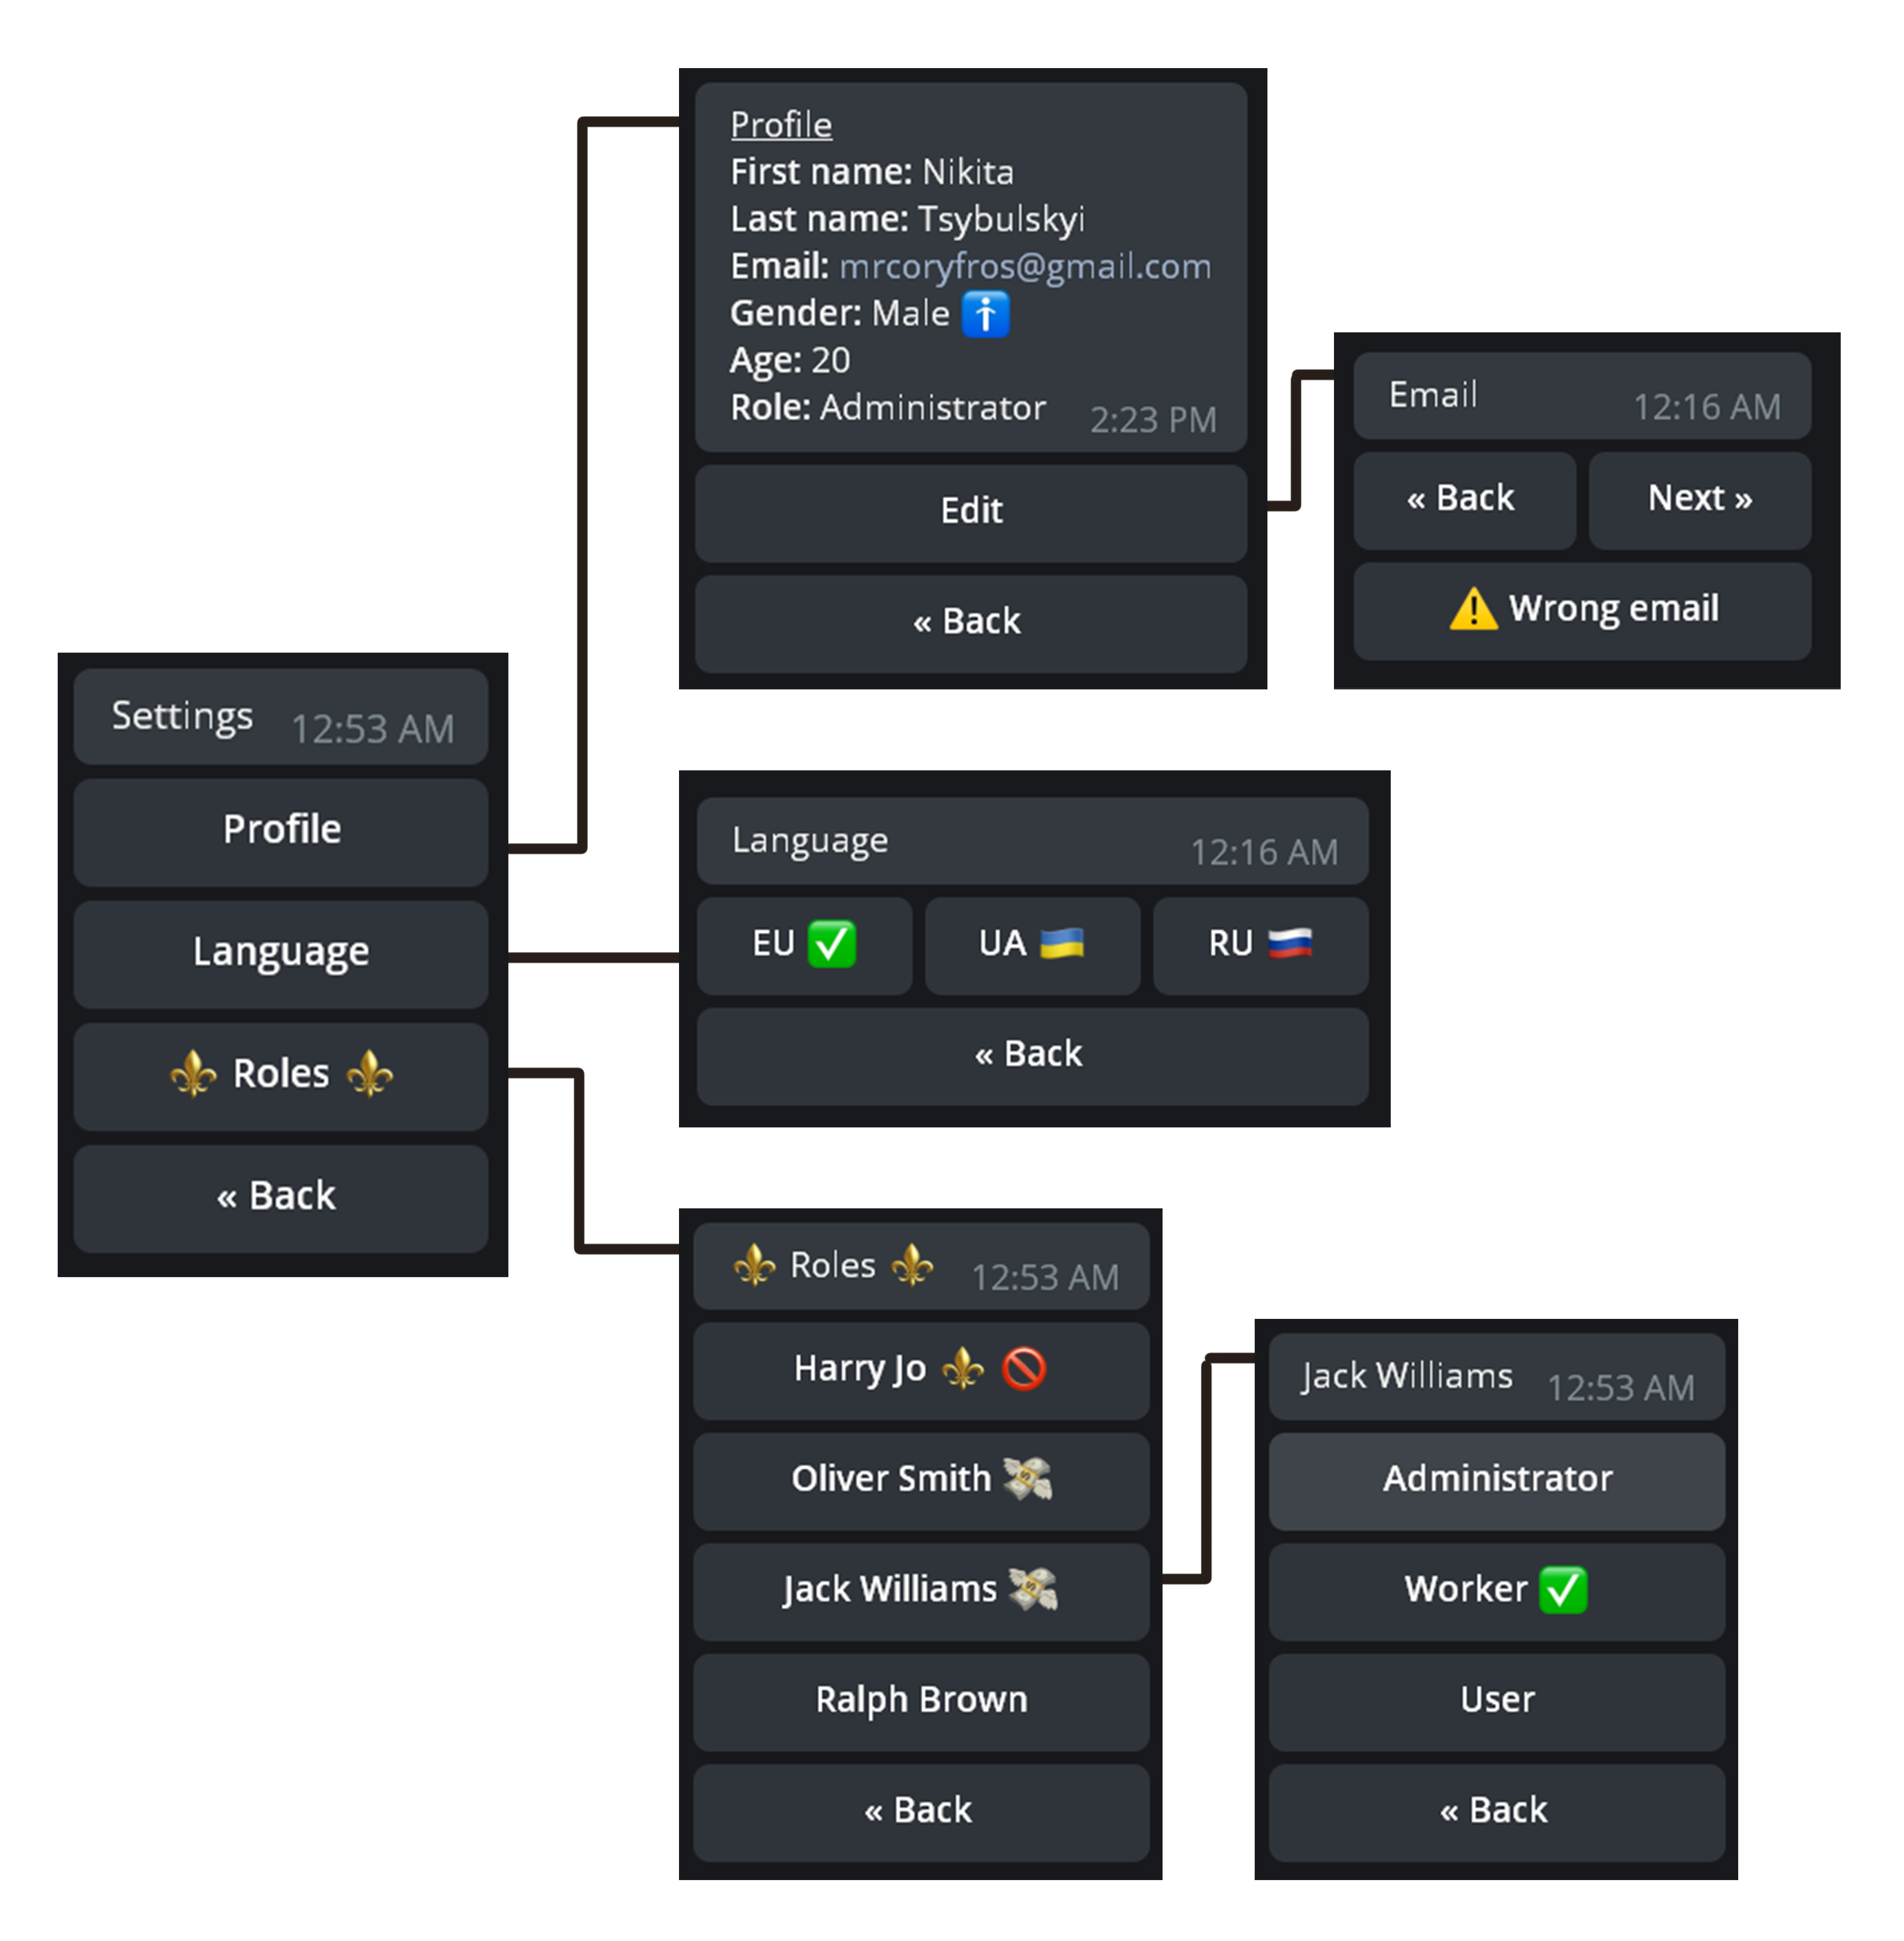 Profile
First name: Nikita
Last name: Tsybulskyi
Email: mrcoryfros@gmail.com
Gender: Male 🚹
Age: 20
Role: Administrator 2:23 PM
Edit
« Back
Email 12:16 AM
« Back Next »
⚠️ Wrong email
Settings 12:53 AM
Profile
Language
⚜️ Roles ⚜️
« Back
Language 12:16 AM
EU ✅ UA 🇺🇦 RU 🇷🇺
« Back
⚜️ Roles ⚜️ 12:53 AM
Harry Jo ⚜️ 🚫
Oliver Smith 💸
Jack Williams 💸
Ralph Brown
« Back
Jack Williams 12:53 AM
Administrator
Worker ✅
User
« Back